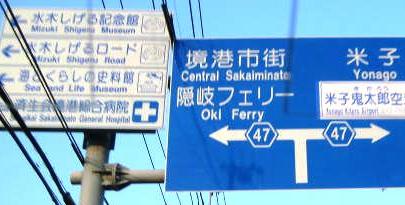 水木しげる記念館
Mizuki Shigeru Museum
水木しげるロード
Mizuki Shigeru Road
海とくらしの史料館
Sea and Life Museum
済生会境港総合病院
Saiseikai Sakaiminato General Hospital
境港市街
Central Sakaiminato
隠岐フェリー
Oki Ferry
米子
Yonago
米子鬼太郎空
Yonago Kitaro Airport
47
47